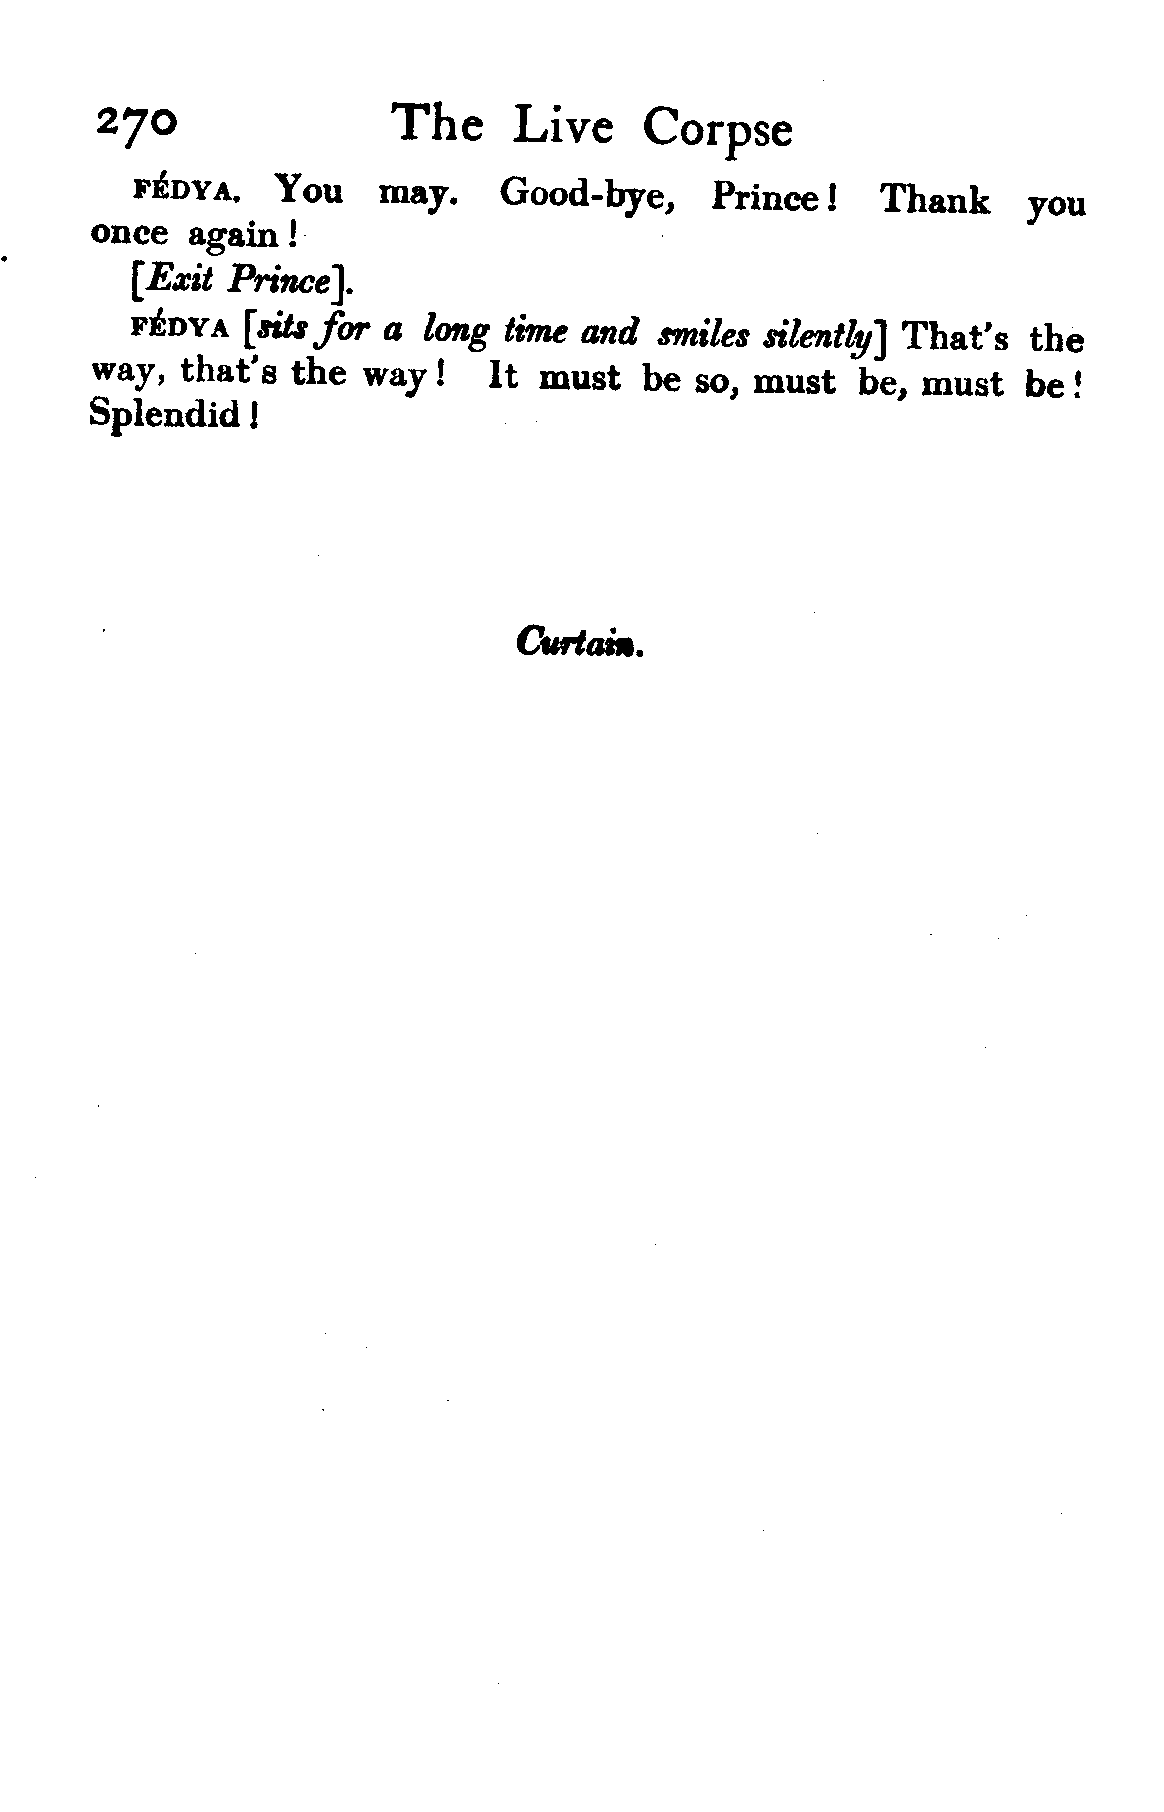 270 The Live Corpse
FÉDYA. You may. Good-bye, Prince! Thank you
once again!
[Exit Prince].
FÉDYA [sits for a long time and smiles silently] That's the
way, that's the way! It must be so, must be, must be!
Splendid!
Curtain.